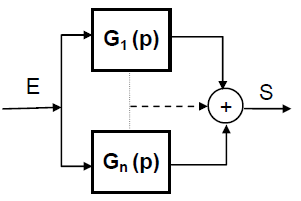 G₁ (p)
E
+
S
Gₙ (p)